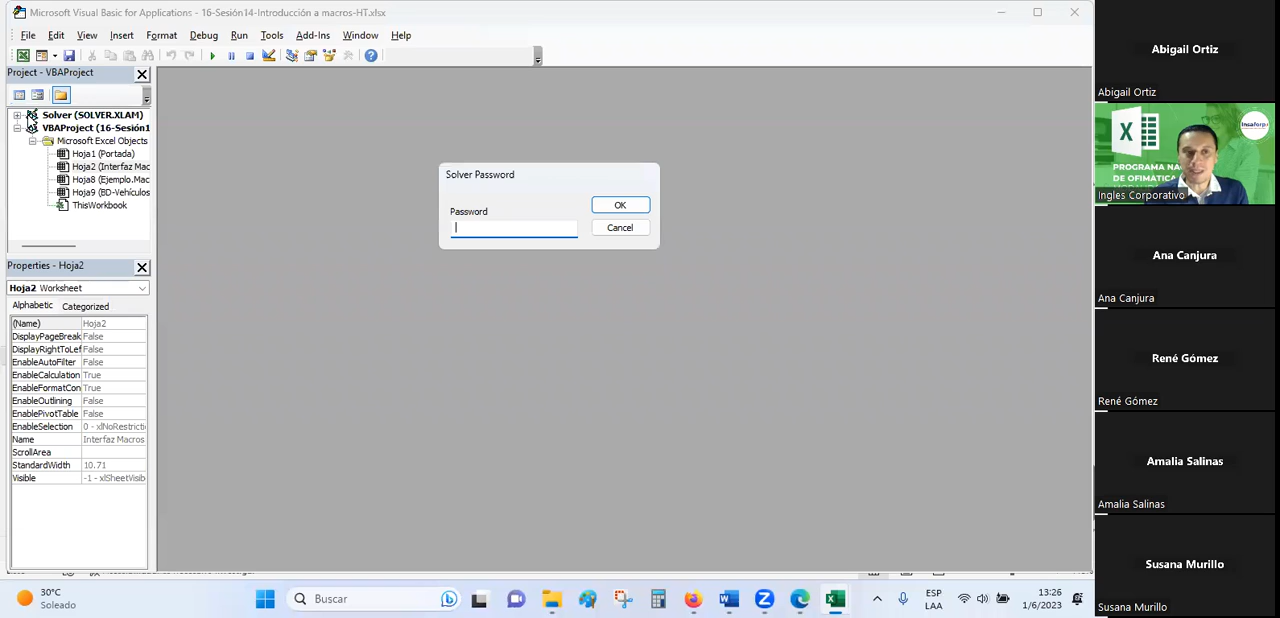 Microsoft Visual Basic for Applications - 16-Sesión14-Introducción a macros-HT.xlsx
File Edit View Insert Format Debug Run Tools Add-Ins Window Help
Project - VBAProject
Solver (SOLVER.XLAM)
VBAProject (16-Sesión1
Microsoft Excel Objects
Hoja1 (Portada)
Hoja2 (Interfaz Mac
Hoja8 (Ejemplo.Mac
Hoja9 (BD-Vehículos
ThisWorkbook
Properties - Hoja2
Hoja2 Worksheet
Alphabetic Categorized
(Name) Hoja2
DisplayPageBreak False
DisplayRightToLef False
EnableAutoFilter False
EnableCalculation True
EnableFormatCon True
EnableOutlining False
EnablePivotTable False
EnableSelection 0 - xlNoRestricti
Name Interfaz Macros
ScrollArea
StandardWidth 10.71
Visible -1 - xlSheetVisib
Solver Password
Password
OK
Cancel
Abigail Ortiz
Abigail Ortiz
Insaforp
PROGRAMA NA
DE OFIMÁTICA
Ingles Corporativo
Ana Canjura
Ana Canjura
René Gómez
René Gómez
Amalia Salinas
Amalia Salinas
Susana Murillo
Susana Murillo
30°C
Soleado
Buscar
ESP
LAA
13:26
1/6/2023